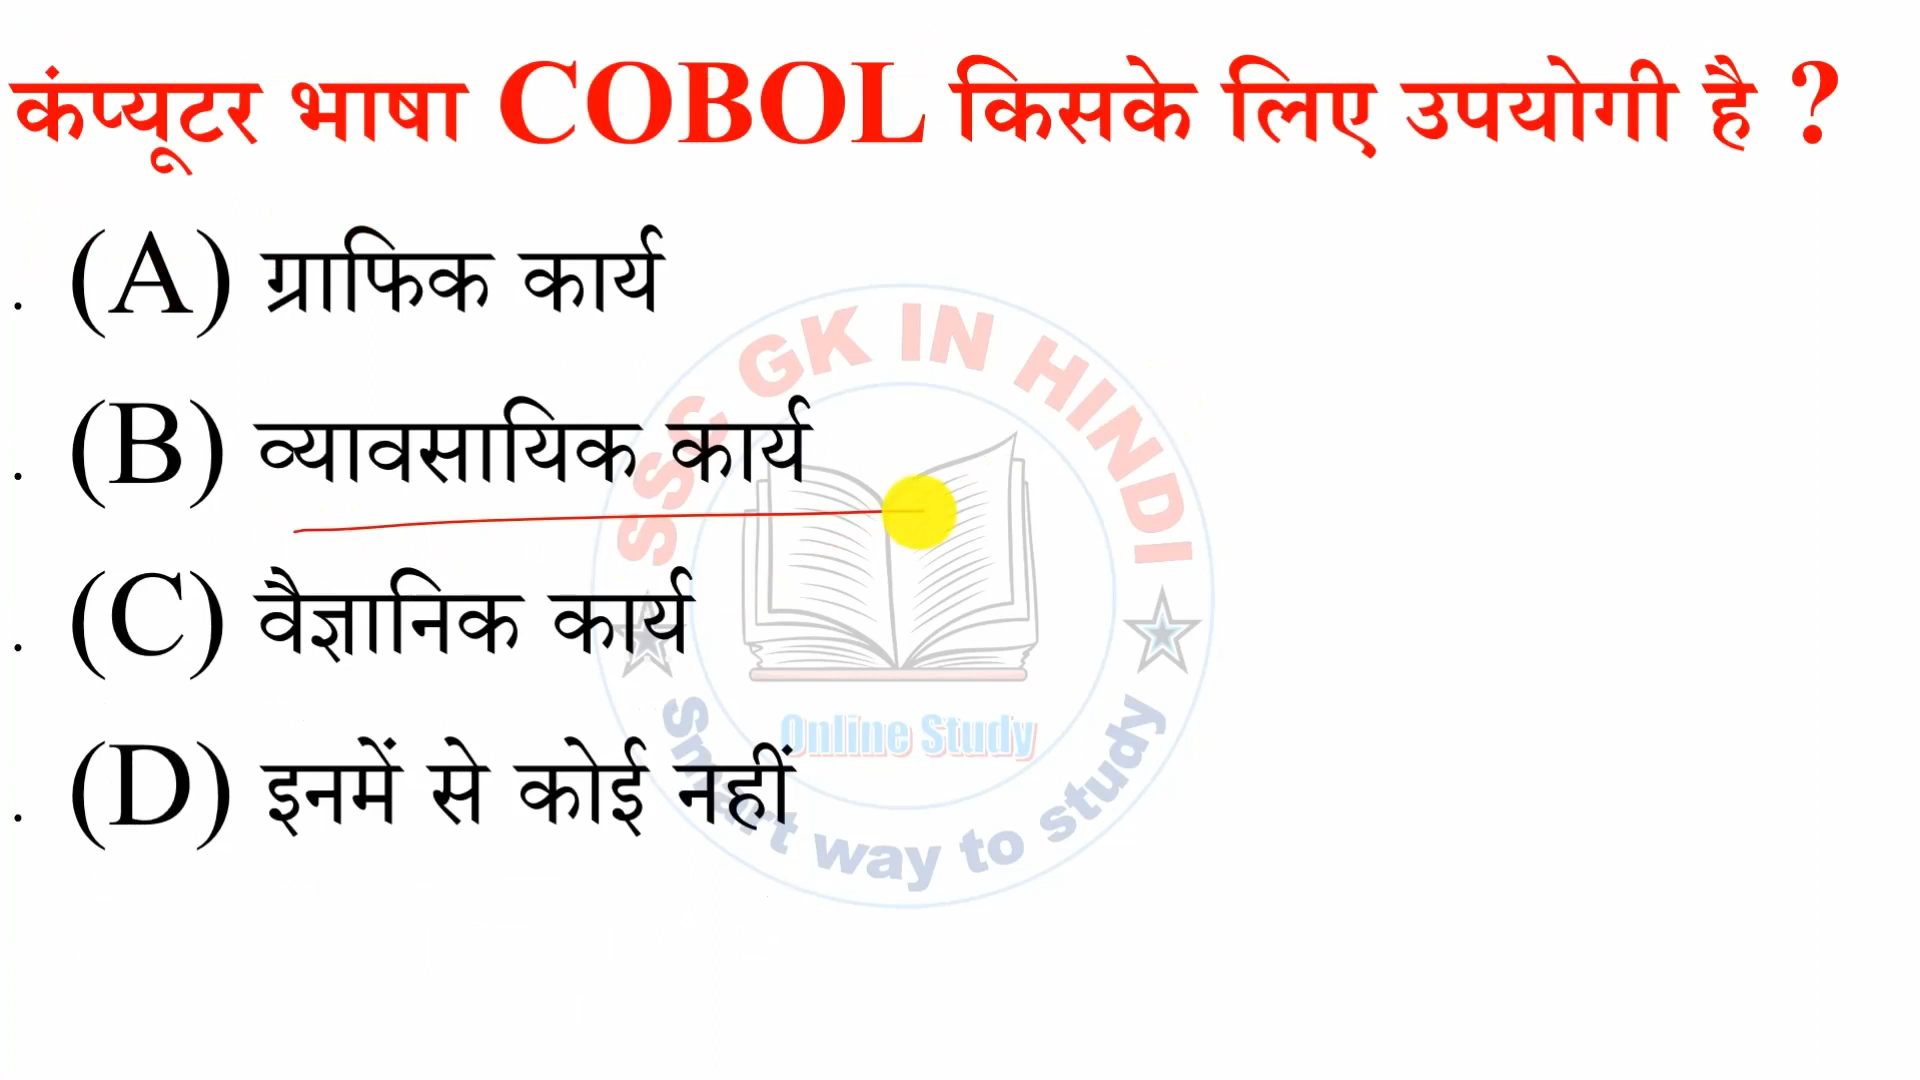 कंप्यूटर भाषा COBOL किसके लिए उपयोगी है ?
. (A) ग्राफिक कार्य
. (B) व्यावसायिक कार्य
. (C) वैज्ञानिक कार्य
. (D) इनमें से कोई नहीं
SSC GK IN HINDI
Online Study
Smart way to study